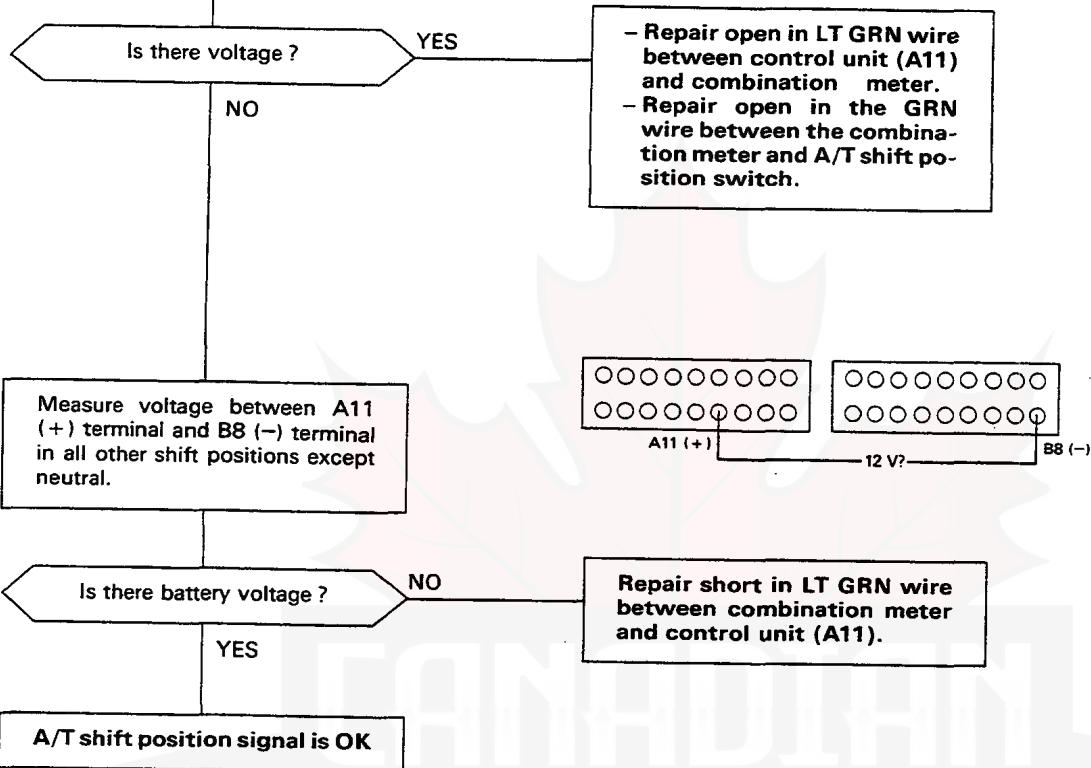 Is there voltage ?
YES
– Repair open in LT GRN wire
between control unit (A11)
and combination meter.
– Repair open in the GRN
wire between the combina-
tion meter and A/T shift po-
sition switch.
NO
Measure voltage between A11
(+) terminal and B8 (−) terminal
in all other shift positions except
neutral.
A11 (+)
12 V?
B8 (−)
Is there battery voltage ?
NO
Repair short in LT GRN wire
between combination meter
and control unit (A11).
YES
A/T shift position signal is OK
CANADIAN